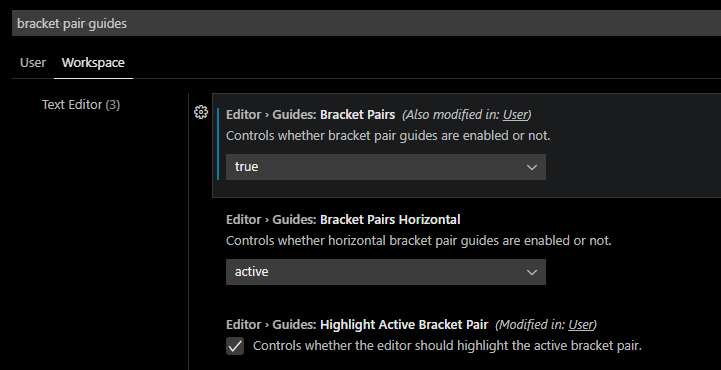 bracket pair guides
User Workspace
Text Editor (3)
Editor › Guides: Bracket Pairs (Also modified in: User)
Controls whether bracket pair guides are enabled or not.
true
Editor › Guides: Bracket Pairs Horizontal
Controls whether horizontal bracket pair guides are enabled or not.
active
Editor › Guides: Highlight Active Bracket Pair (Modified in: User)
Controls whether the editor should highlight the active bracket pair.